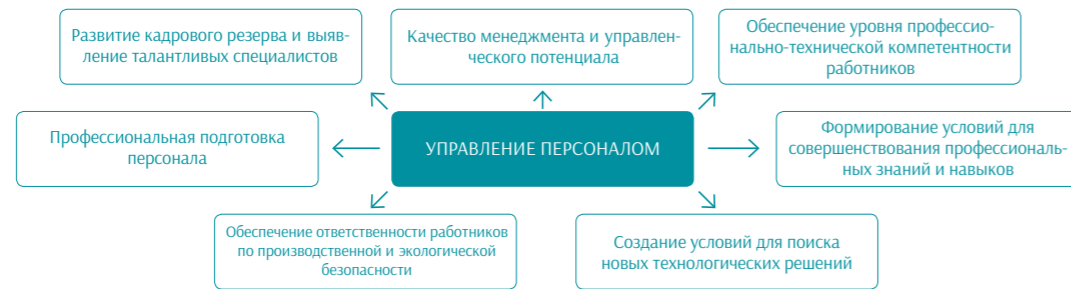 Развитие кадрового резерва и выяв-
ление талантливых специалистов
Качество менеджмента и управлен-
ческого потенциала
Обеспечение уровня профессио-
нально-технической компетентности
работников
Профессиональная подготовка
персонала
УПРАВЛЕНИЕ ПЕРСОНАЛОМ
Формирование условий для
совершенствования профессиональ-
ных знаний и навыков
Обеспечение ответственности работников
по производственной и экологической
безопасности
Создание условий для поиска
новых технологических решений